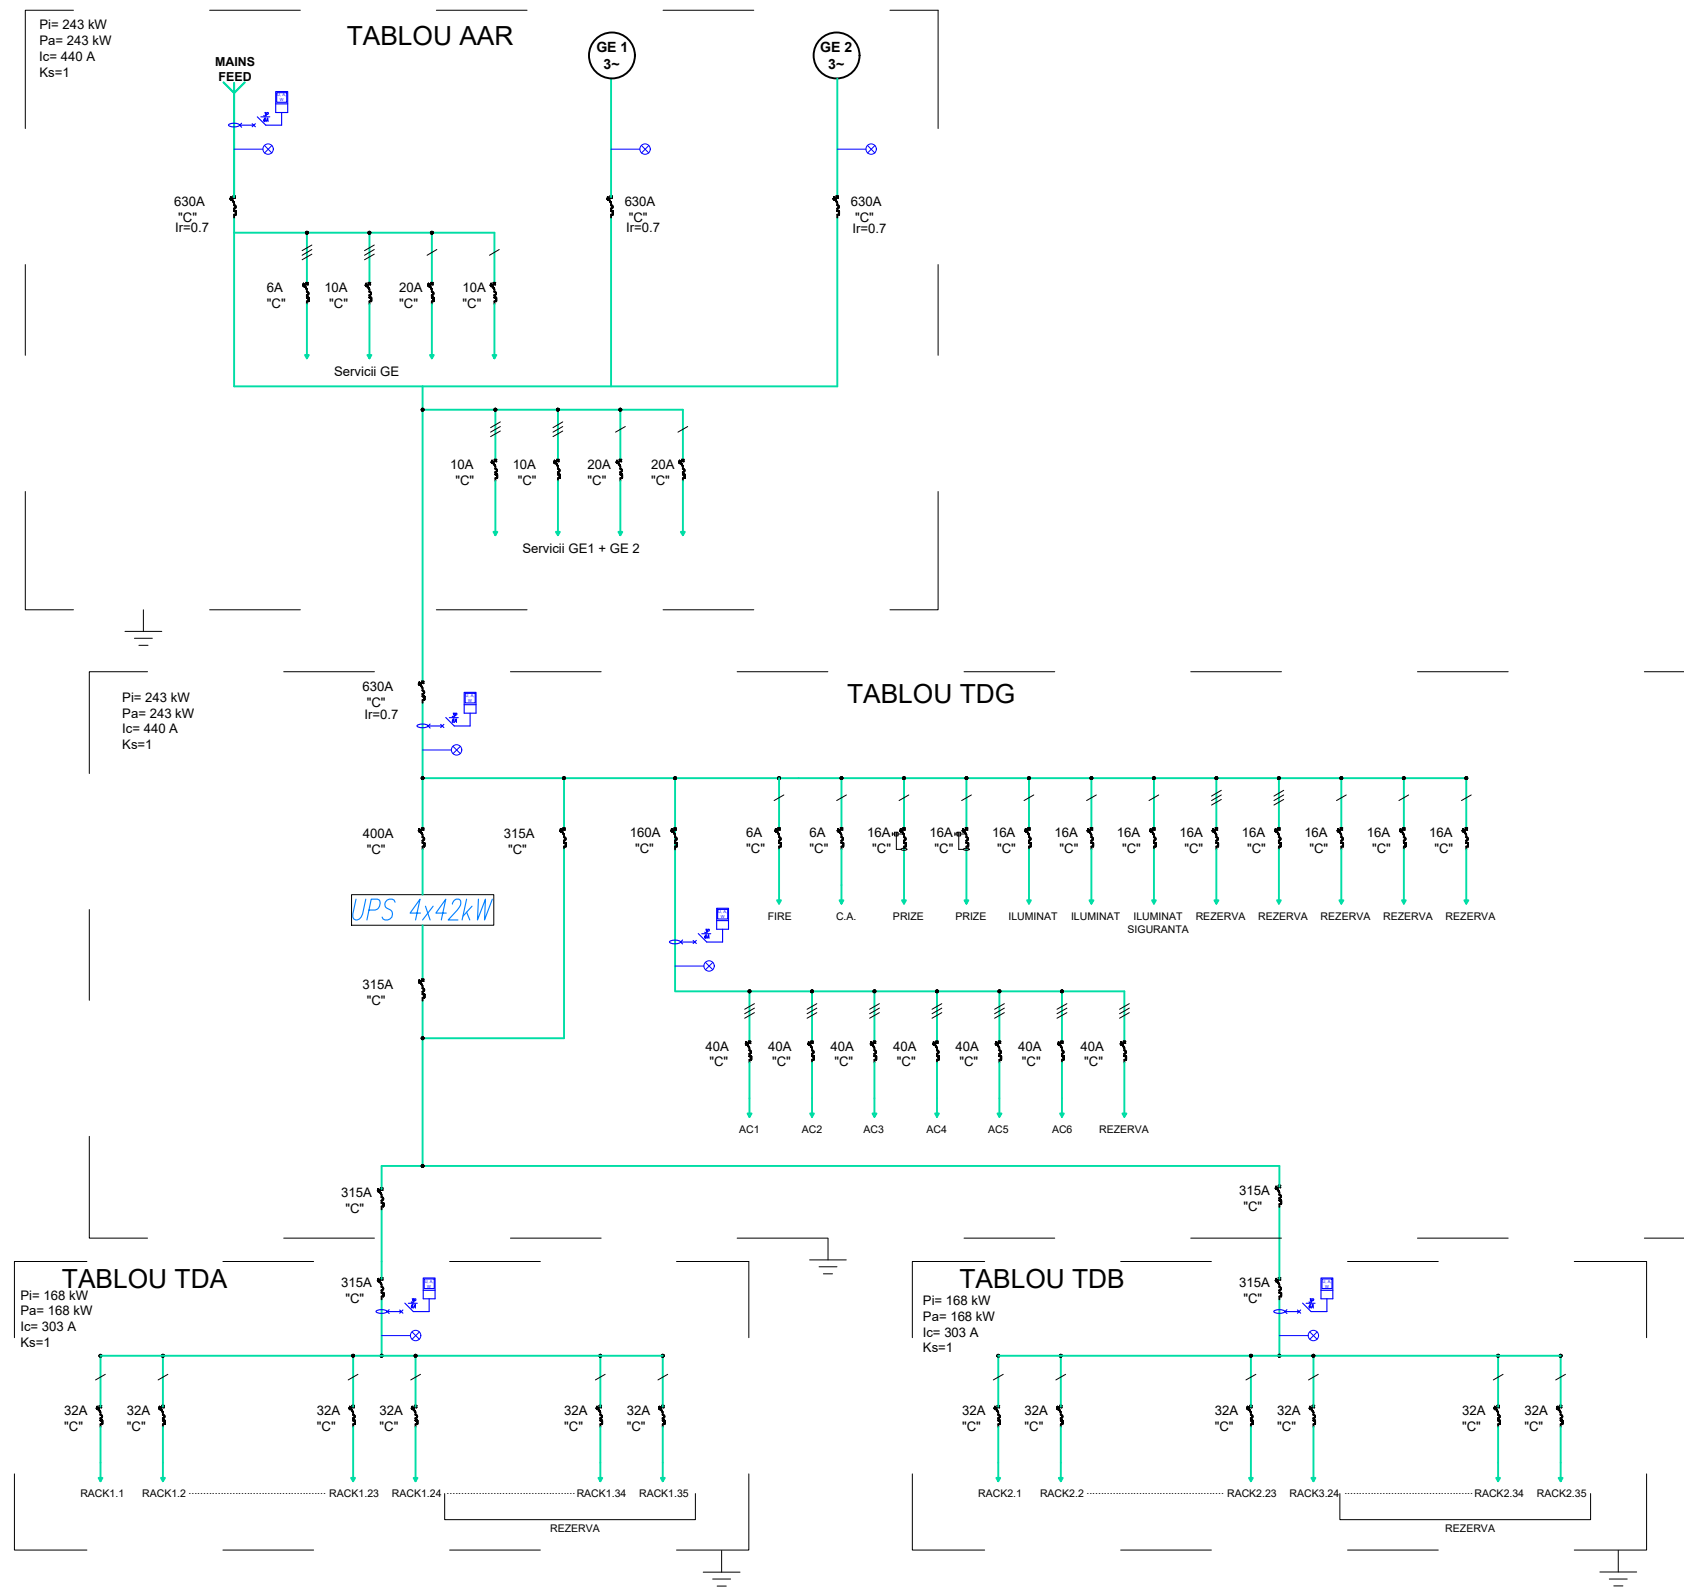 Pi= 243 kW
Pa= 243 kW
Ic= 440 A
Ks=1
TABLOU AAR
MAINS
FEED
GE 1
3~
GE 2
3~
630A
"C"
Ir=0.7
630A
"C"
Ir=0.7
630A
"C"
Ir=0.7
6A 10A 20A 10A
"C" "C" "C" "C"
Servicii GE
10A 10A 20A 20A
"C" "C" "C" "C"
Servicii GE1 + GE 2
TABLOU TDG
Pi= 243 kW
Pa= 243 kW
Ic= 440 A
Ks=1
630A
"C"
Ir=0.7
400A 315A 160A 6A 6A 16A 16A 16A 16A 16A 16A 16A 16A 16A 16A
"C" "C" "C" "C" "C" "C" "C" "C" "C" "C" "C" "C" "C" "C" "C"
UPS 4x42kW
FIRE C.A. PRIZE PRIZE ILUMINAT ILUMINAT ILUMINAT REZERVA REZERVA REZERVA REZERVA REZERVA
SIGURANTA
315A
"C"
40A 40A 40A 40A 40A 40A 40A
"C" "C" "C" "C" "C" "C" "C"
AC1 AC2 AC3 AC4 AC5 AC6 REZERVA
315A
"C"
315A
"C"
TABLOU TDA
Pi= 168 kW
Pa= 168 kW
Ic= 303 A
Ks=1
315A
"C"
32A 32A 32A 32A 32A 32A
"C" "C" "C" "C" "C" "C"
RACK1.1 RACK1.2 RACK1.23 RACK1.24 RACK1.34 RACK1.35
REZERVA
TABLOU TDB
Pi= 168 kW
Pa= 168 kW
Ic= 303 A
Ks=1
315A
"C"
32A 32A 32A 32A 32A 32A
"C" "C" "C" "C" "C" "C"
RACK2.1 RACK2.2 RACK2.23 RACK3.24 RACK2.34 RACK2.35
REZERVA